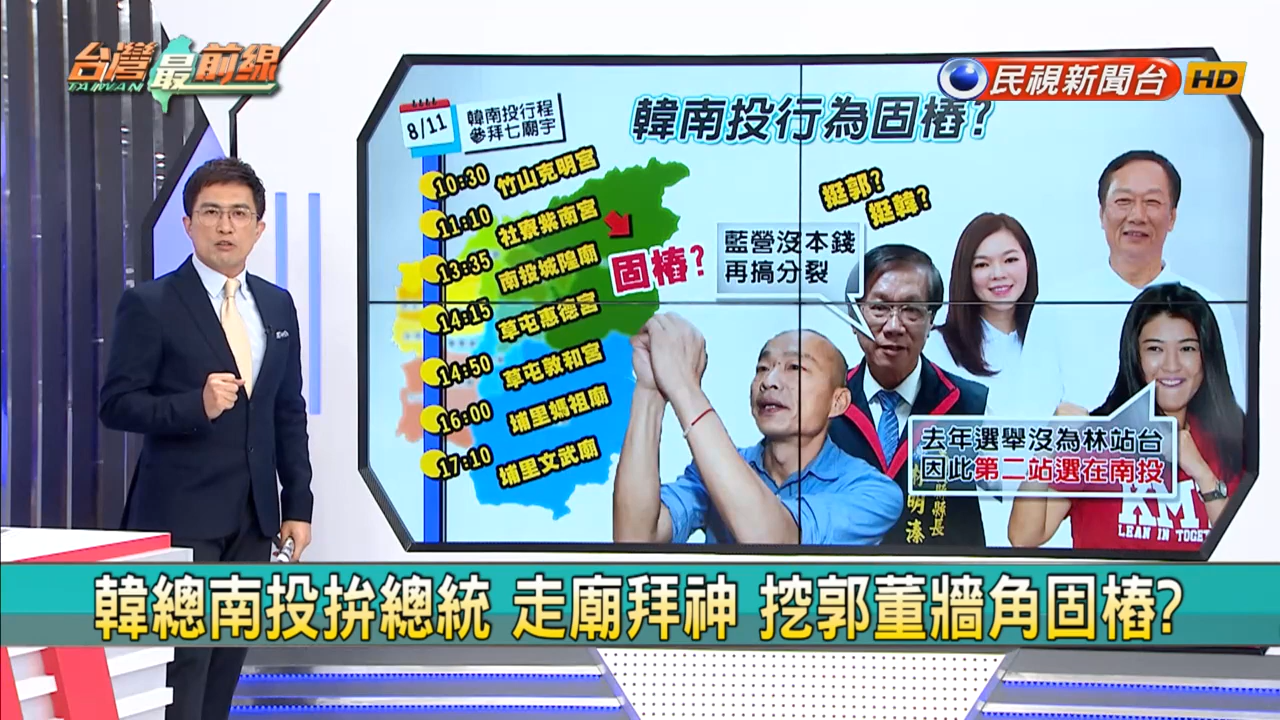 台灣最前線
TAIWAN
民視新聞台 HD
8/11
韓南投行程
參拜七廟宇
韓南投行為固樁?
10:30 竹山克明宮
11:10 社寮紫南宮
13:35 南投城隍廟
14:15 草屯惠德宮
14:50 草屯敦和宮
16:00 埔里媽祖廟
17:10 埔里文武廟
固樁?
挺郭?
挺韓?
藍營沒本錢
再搞分裂
去年選舉沒為林站台
因此第二站選在南投
縣縣長
明溱
KM
LEAN IN TOGE
韓總南投拚總統 走廟拜神 挖郭董牆角固樁?